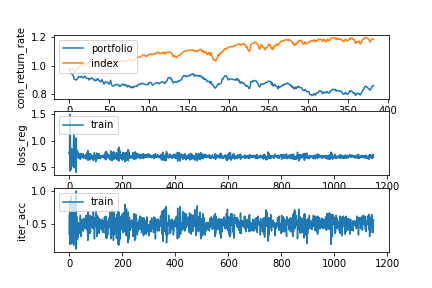 com_return_rate
1.2
1.0
0.8
portfolio
index
0 50 100 150 200 250 300 350 400
loss_reg
1.5
1.0
0.5
train
0 200 400 600 800 1000 1200
iter_acc
1.0
0.5
train
0 200 400 600 800 1000 1200